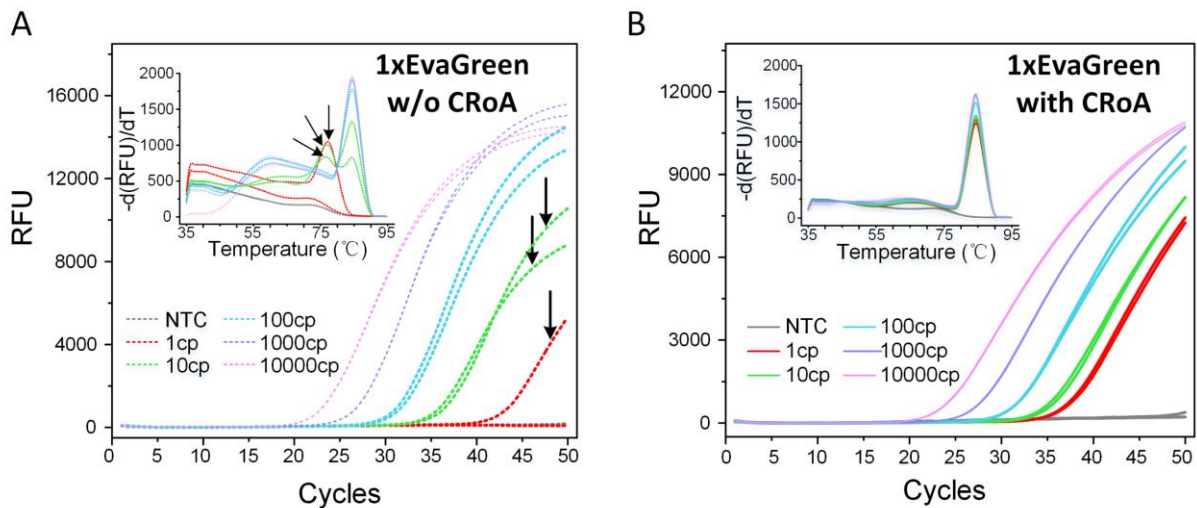 A
1xEvaGreen
w/o CRoA
-d(RFU)/dT
2000
1500
1000
500
0
35 55 75 95
Temperature (℃)
RFU
16000
12000
8000
4000
0
NTC 100cp
1cp 1000cp
10cp 10000cp
0 5 10 15 20 25 30 35 40 45 50
Cycles
B
1xEvaGreen
with CRoA
-d(RFU)/dT
2000
1500
1000
500
0
35 55 75 95
Temperature (℃)
RFU
12000
9000
6000
3000
0
NTC 100cp
1cp 1000cp
10cp 10000cp
0 5 10 15 20 25 30 35 40 45 50
Cycles